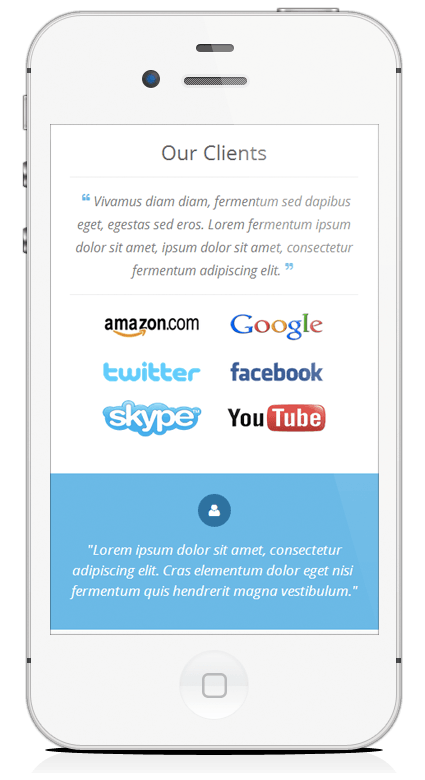 Our Clients
❝ Vivamus diam diam, fermentum sed dapibus
eget, egestas sed eros. Lorem fermentum ipsum
dolor sit amet, ipsum dolor sit amet, consectetur
fermentum adipiscing elit. ❞
amazon.com Google
twitter facebook
skype YouTube
"Lorem ipsum dolor sit amet, consectetur
adipiscing elit. Cras elementum dolor eget nisi
fermentum quis hendrerit magna vestibulum."